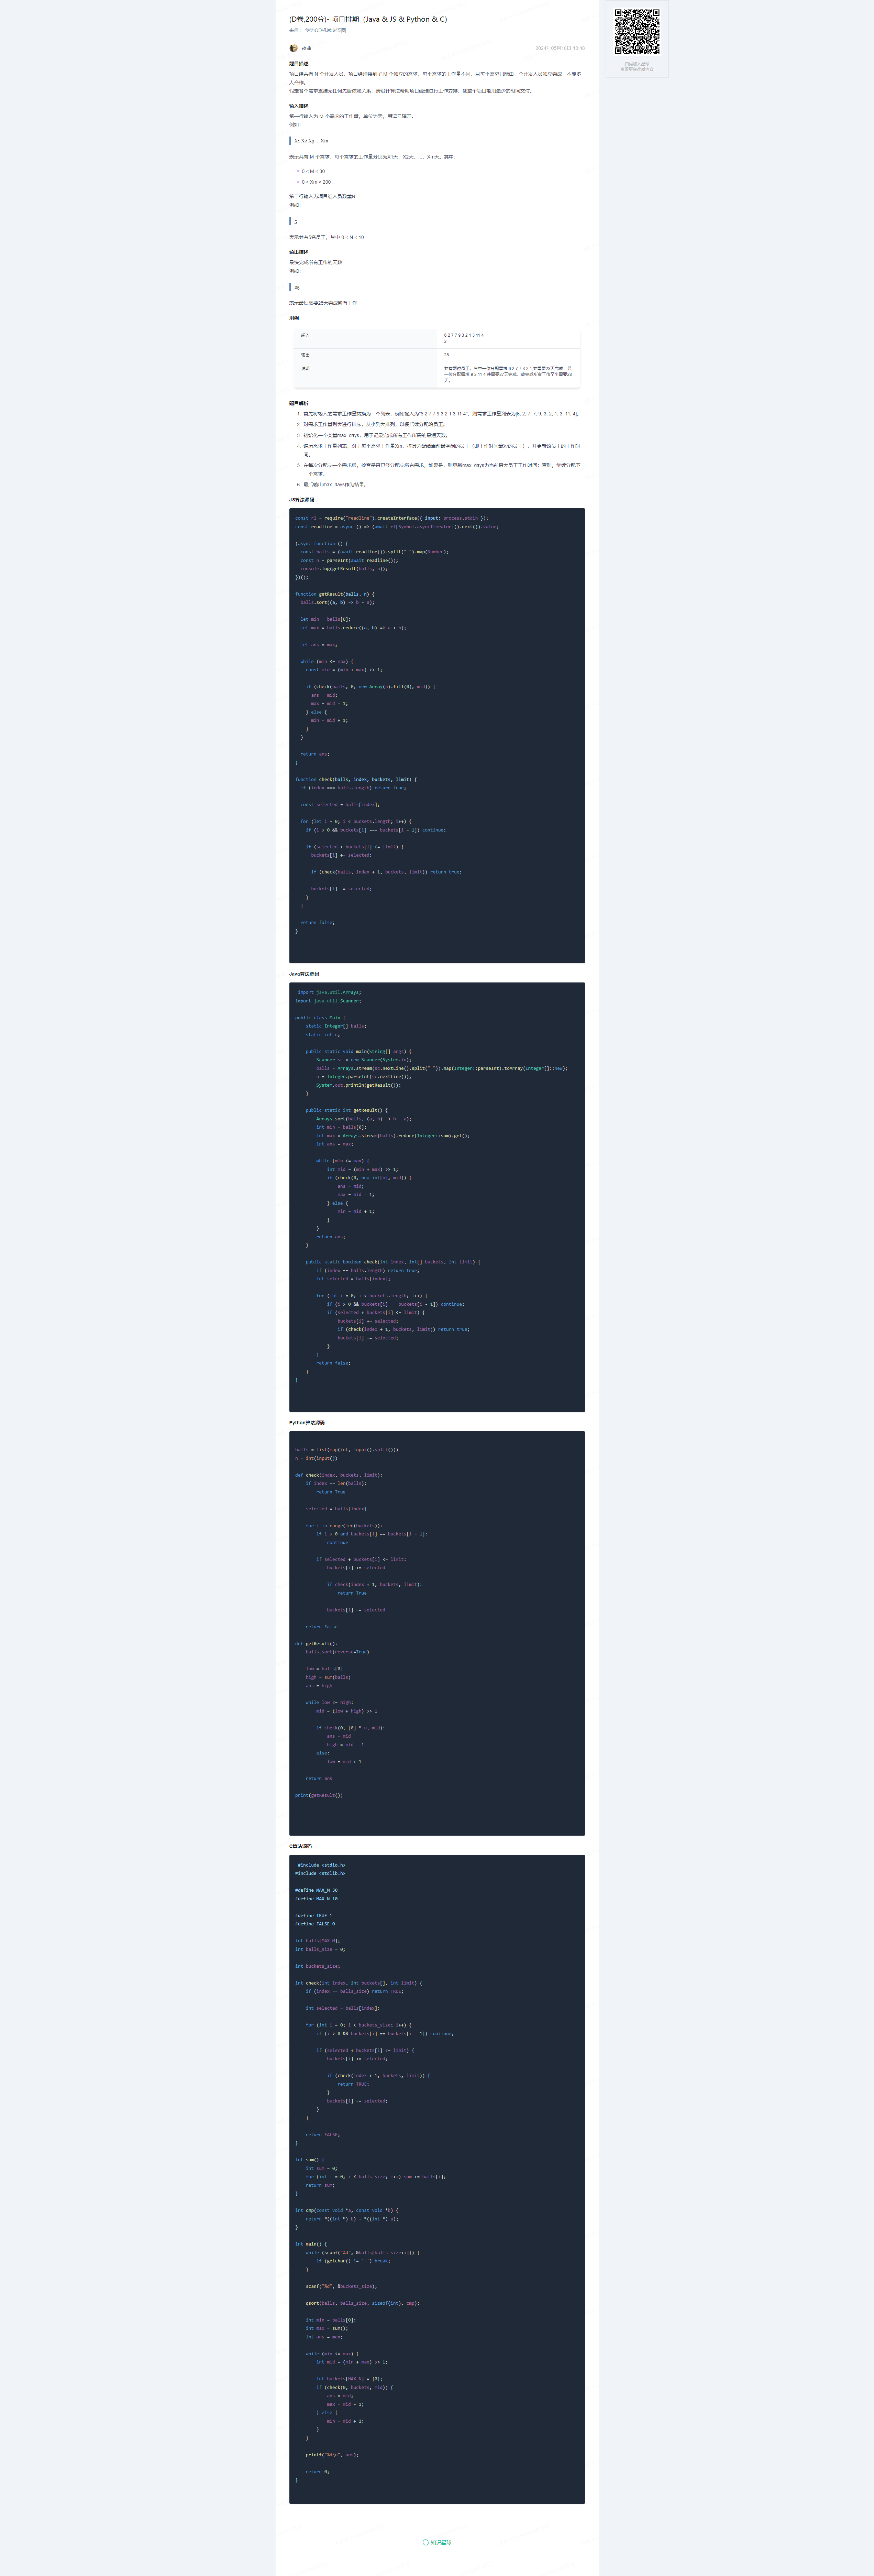 (D卷,200分)- 项目排期（Java & JS & Python & C）
来自： 华为OD机试交流圈
2024年05月16日 10:46
题目描述
项目组共有 N 个开发人员，项目经理接到了 M 个独立的需求，每个需求的工作量不同，且每个需求只能由一个开发人员独立完成，不能多
人合作。
假定各个需求直接无任何先后依赖关系，请设计算法帮助项目经理进行工作安排，使整个项目能用最少的时间交付。
输入描述
第一行输入为 M 个需求的工作量，单位为天，用逗号隔开。
例如：
X1 X2 X3 .... Xm
表示共有 M 个需求，每个需求的工作量分别为X1天，X2天，...，Xm天。其中：
0 < M < 30
0 < Xm < 200
第二行输入为项目组人员数量N
例如：
5
表示共有5名员工，其中 0 < N < 10
输出描述
最快完成所有工作的天数
例如：
25
表示最短需要25天完成所有工作
用例
输入
6 2 7 7 9 3 2 1 3 11 4
2
输出
28
说明
共有两位员工，其中一位分配需求 6 2 7 7 3 2 1 共需要28天完成，另
一位分配需求 9 3 11 4 共需要27天完成，故完成所有工作至少需要28
天。
题目解析
1. 首先将输入的需求工作量转换为一个列表，例如输入为"6 2 7 7 9 3 2 1 3 11 4"，则需求工作量列表为[6, 2, 7, 7, 9, 3, 2, 1, 3, 11, 4]。
2. 对需求工作量列表进行排序，从小到大排列，以便后续分配给员工。
3. 初始化一个变量max_days，用于记录完成所有工作所需的最短天数。
4. 遍历需求工作量列表，对于每个需求工作量Xm，将其分配给当前最空闲的员工（即工作时间最短的员工），并更新该员工的工作时
间。
5. 在每次分配完一个需求后，检查是否已经分配完所有需求，如果是，则更新max_days为当前最大员工工作时间；否则，继续分配下
一个需求。
6. 最后输出max_days作为结果。
JS算法源码
const rl = require("readline").createInterface({ input: process.stdin });
const readline = async () => (await rl[Symbol.asyncIterator]().next()).value;
(async function () {
  const balls = (await readline()).split(" ").map(Number);
  const n = parseInt(await readline());
  console.log(getResult(balls, n));
})();
function getResult(balls, n) {
  balls.sort((a, b) => b - a);
  let min = balls[0];
  let max = balls.reduce((a, b) => a + b);
  let ans = max;
  while (min <= max) {
    const mid = (min + max) >> 1;
    if (check(balls, 0, new Array(n).fill(0), mid)) {
      ans = mid;
      max = mid - 1;
    } else {
      min = mid + 1;
    }
  }
  return ans;
}
function check(balls, index, buckets, limit) {
  if (index === balls.length) return true;
  const selected = balls[index];
  for (let i = 0; i < buckets.length; i++) {
    if (i > 0 && buckets[i] === buckets[i - 1]) continue;
    if (selected + buckets[i] <= limit) {
      buckets[i] += selected;
      if (check(balls, index + 1, buckets, limit)) return true;
      buckets[i] -= selected;
    }
  }
  return false;
}
Java算法源码
import java.util.Arrays;
import java.util.Scanner;
public class Main {
    static Integer[] balls;
    static int n;
    public static void main(String[] args) {
        Scanner sc = new Scanner(System.in);
        balls = Arrays.stream(sc.nextLine().split(" ")).map(Integer::parseInt).toArray(Integer[]::new);
        n = Integer.parseInt(sc.nextLine());
        System.out.println(getResult());
    }
    public static int getResult() {
        Arrays.sort(balls, (a, b) -> b - a);
        int min = balls[0];
        int max = Arrays.stream(balls).reduce(Integer::sum).get();
        int ans = max;
        while (min <= max) {
            int mid = (min + max) >> 1;
            if (check(0, new int[n], mid)) {
                ans = mid;
                max = mid - 1;
            } else {
                min = mid + 1;
            }
        }
        return ans;
    }
    public static boolean check(int index, int[] buckets, int limit) {
        if (index == balls.length) return true;
        int selected = balls[index];
        for (int i = 0; i < buckets.length; i++) {
            if (i > 0 && buckets[i] == buckets[i - 1]) continue;
            if (selected + buckets[i] <= limit) {
                buckets[i] += selected;
                if (check(index + 1, buckets, limit)) return true;
                buckets[i] -= selected;
            }
        }
        return false;
    }
}
Python算法源码
balls = list(map(int, input().split()))
n = int(input())
def check(index, buckets, limit):
    if index == len(balls):
        return True
    selected = balls[index]
    for i in range(len(buckets)):
        if i > 0 and buckets[i] == buckets[i - 1]:
            continue
        if selected + buckets[i] <= limit:
            buckets[i] += selected
            if check(index + 1, buckets, limit):
                return True
            buckets[i] -= selected
    return False
def getResult():
    balls.sort(reverse=True)
    low = balls[0]
    high = sum(balls)
    ans = high
    while low <= high:
        mid = (low + high) >> 1
        if check(0, [0] * n, mid):
            ans = mid
            high = mid - 1
        else:
            low = mid + 1
    return ans
print(getResult())
C算法源码
#include <stdio.h>
#include <stdlib.h>
#define MAX_M 30
#define MAX_N 10
#define TRUE 1
#define FALSE 0
int balls[MAX_M];
int balls_size = 0;
int buckets_size;
int check(int index, int buckets[], int limit) {
    if (index == balls_size) return TRUE;
    int selected = balls[index];
    for (int i = 0; i < buckets_size; i++) {
        if (i > 0 && buckets[i] == buckets[i - 1]) continue;
        if (selected + buckets[i] <= limit) {
            buckets[i] += selected;
            if (check(index + 1, buckets, limit)) {
                return TRUE;
            }
            buckets[i] -= selected;
        }
    }
    return FALSE;
}
int sum() {
    int sum = 0;
    for (int i = 0; i < balls_size; i++) sum += balls[i];
    return sum;
}
int cmp(const void *a, const void *b) {
    return *((int *) b) - *((int *) a);
}
int main() {
    while (scanf("%d", &balls[balls_size++])) {
        if (getchar() != ' ') break;
    }
    scanf("%d", &buckets_size);
    qsort(balls, balls_size, sizeof(int), cmp);
    int min = balls[0];
    int max = sum();
    int ans = max;
    while (min <= max) {
        int mid = (min + max) >> 1;
        int buckets[MAX_N] = {0};
        if (check(0, buckets, mid)) {
            ans = mid;
            max = mid - 1;
        } else {
            min = mid + 1;
        }
    }
    printf("%d\n", ans);
    return 0;
}
知识星球